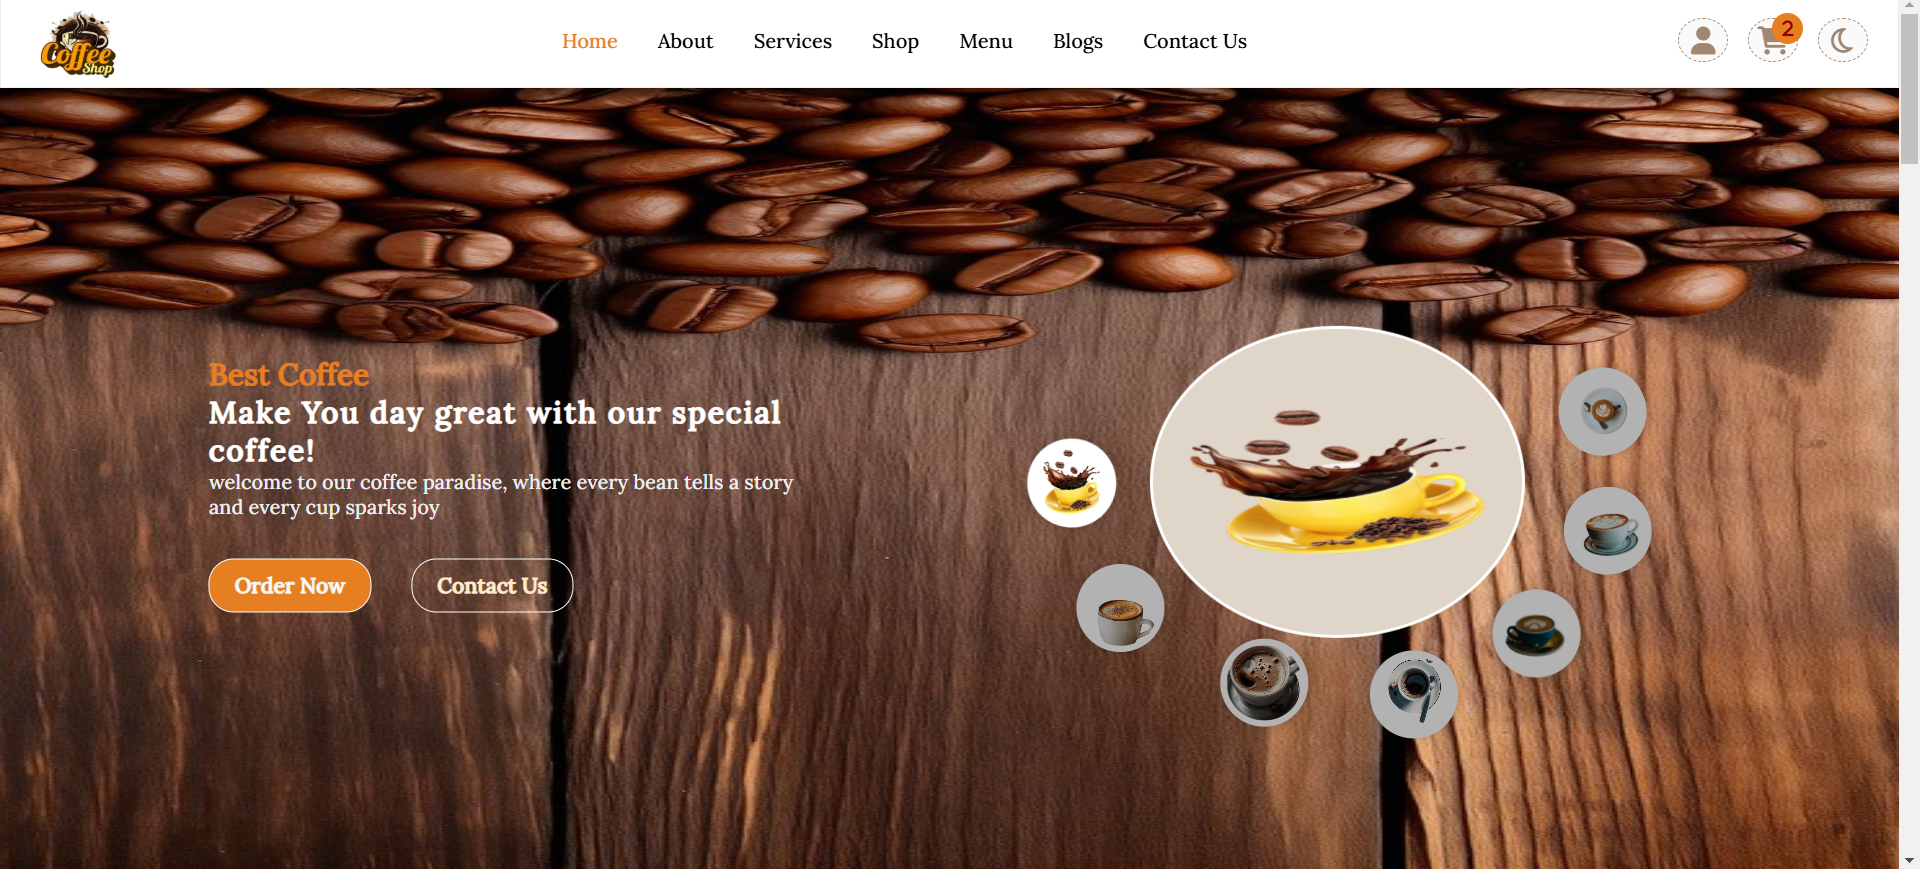 Coffee
Shop
Home
About
Services
Shop
Menu
Blogs
Contact Us
2
Best Coffee
Make You day great with our special
coffee!
welcome to our coffee paradise, where every bean tells a story
and every cup sparks joy
Order Now
Contact Us